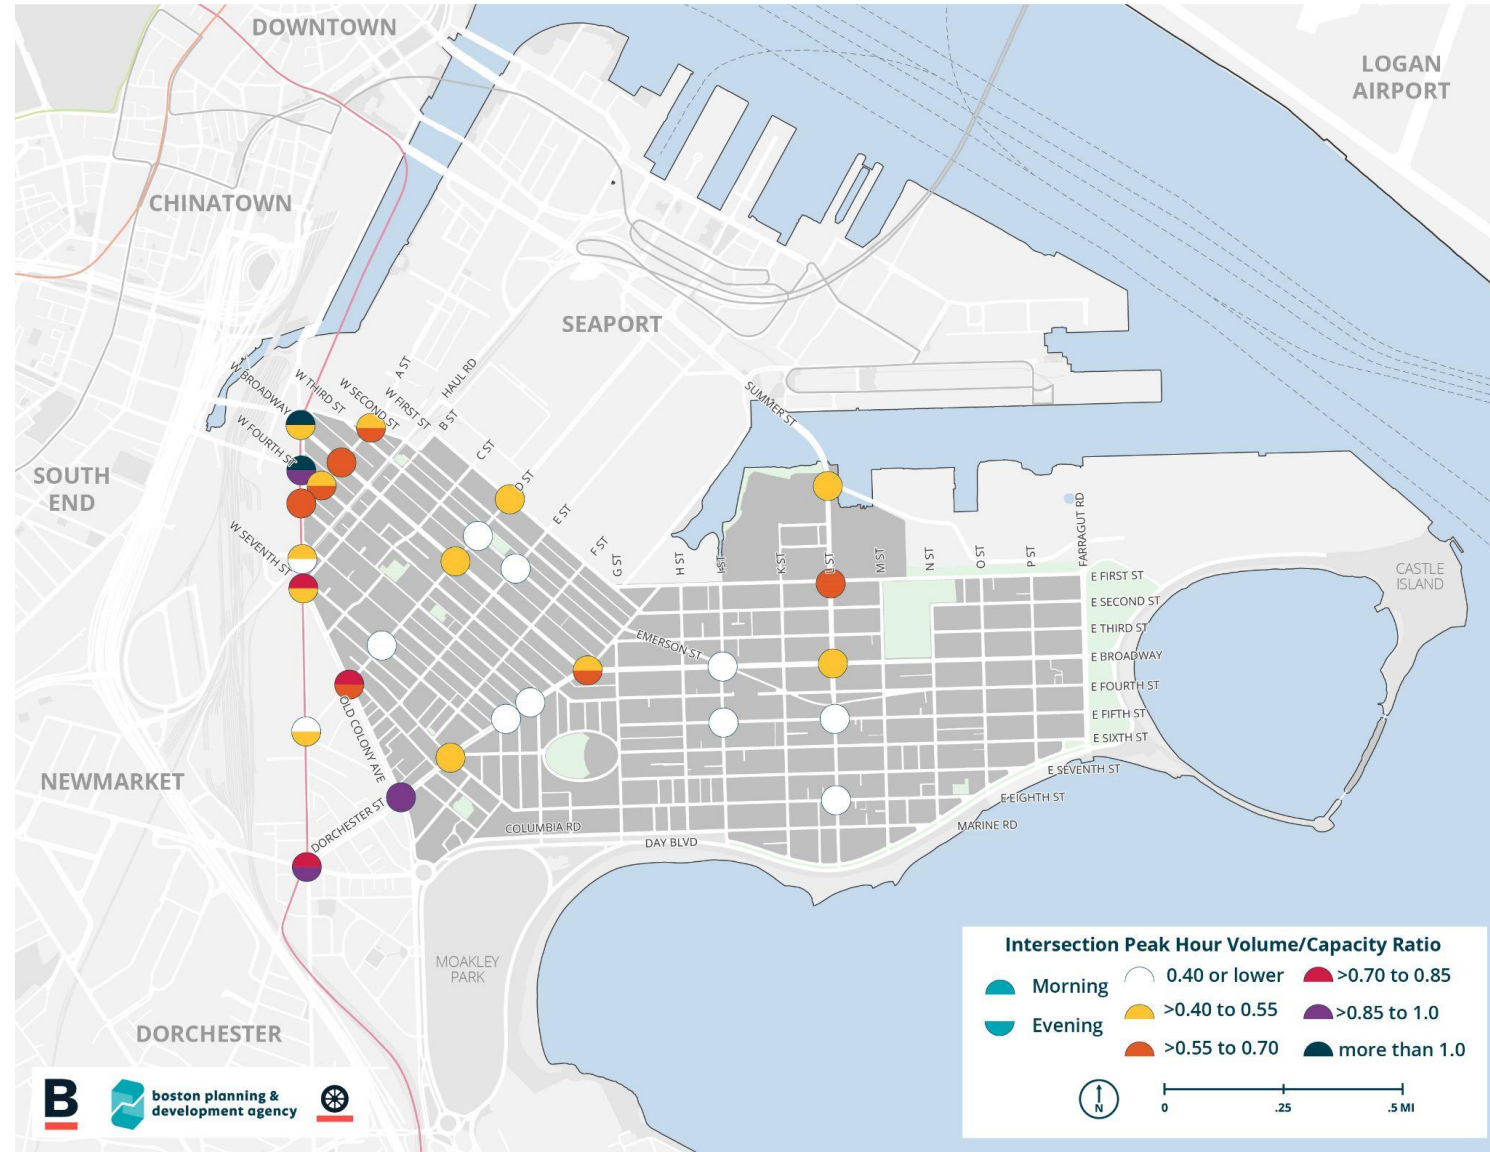 DOWNTOWN
LOGAN
AIRPORT
CHINATOWN
SEAPORT
A ST
HAUL RD
W BROADWAY
W THIRD ST
W SECOND ST
W FIRST ST
B ST
SUMMER ST
W FOURTH ST
C ST
SOUTH
END
D ST
E ST
W SEVENTH ST
F ST
G ST
H ST
I ST
K ST
L ST
M ST
N ST
O ST
P ST
FARRAGUT RD
CASTLE
ISLAND
E FIRST ST
E SECOND ST
E THIRD ST
EMERSON ST
E BROADWAY
E FOURTH ST
OLD COLONY AVE
E FIFTH ST
E SIXTH ST
NEWMARKET
E SEVENTH ST
E EIGHTH ST
DORCHESTER ST
COLUMBIA RD
MARINE RD
DAY BLVD
MOAKLEY
PARK
DORCHESTER
Intersection Peak Hour Volume/Capacity Ratio
Morning
Evening
0.40 or lower
>0.40 to 0.55
>0.55 to 0.70
>0.70 to 0.85
>0.85 to 1.0
more than 1.0
N
0 .25 .5 MI
B
boston planning &
development agency